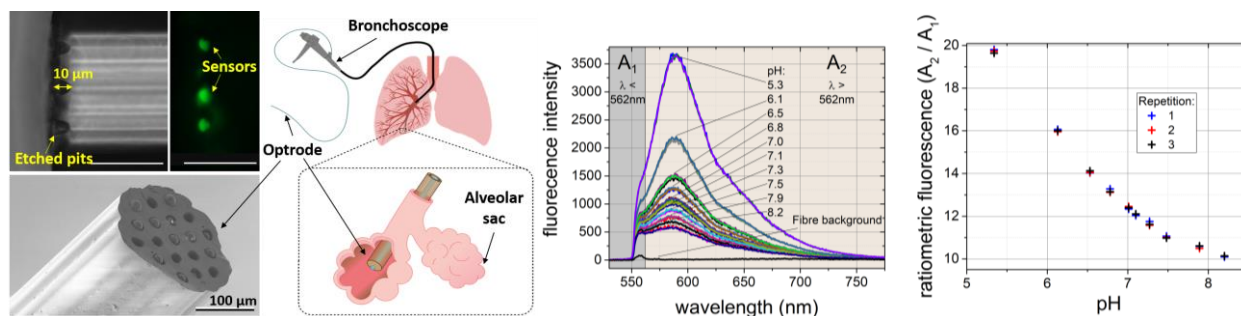 10 µm
Sensors
Etched pits
100 µm
Bronchoscope
Optrode
Alveolar
sac
fluorecence intensity
3500
3000
2500
2000
1500
1000
500
0
A1
λ <
562nm
A2
λ >
562nm
pH:
5.3
6.1
6.5
6.8
7.0
7.1
7.3
7.5
7.9
8.2
Fibre background
550
600
650
700
750
wavelength (nm)
ratiometric fluorescence (A2 / A1)
20
18
16
14
12
10
Repetition:
1
2
3
5
6
7
8
pH